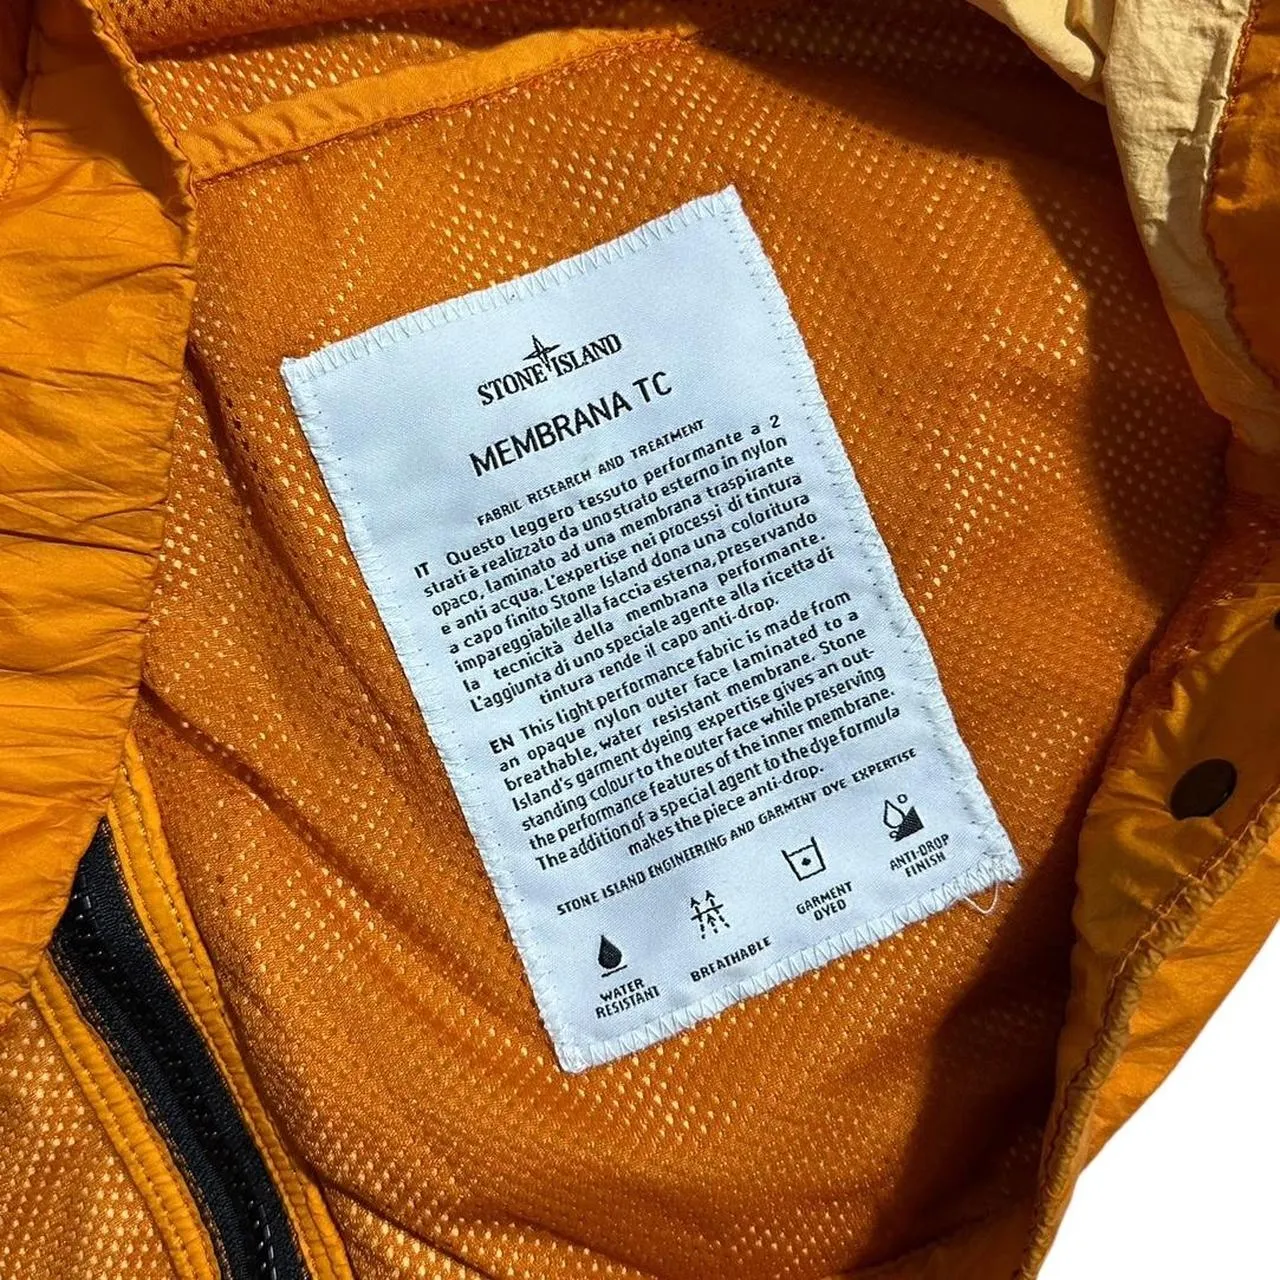 STONE ISLAND
MEMBRANA TC
FABRIC RESEARCH AND TREATMENT
IT Questo leggero tessuto performante a 2
strati è realizzato da uno strato esterno in nylon
opaco, laminato ad una membrana traspirante
e anti acqua. L'expertise nei processi di tintura
a capo finito Stone Island dona una coloritura
impareggiabile alla faccia esterna, preservando
la tecnicità della membrana performante.
L'aggiunta di uno speciale agente alla ricetta di
tintura rende il capo anti-drop.
EN This light performance fabric is made from
an opaque nylon outer face laminated to a
breathable, water resistant membrane. Stone
Island's garment dyeing expertise gives an out-
standing colour to the outer face while preserving
the performance features of the inner membrane.
The addition of a special agent to the dye formula
makes the piece anti-drop.
STONE ISLAND ENGINEERING AND GARMENT DYE EXPERTISE
WATER
RESISTANT
BREATHABLE
GARMENT
DYED
ANTI-DROP
FINISH